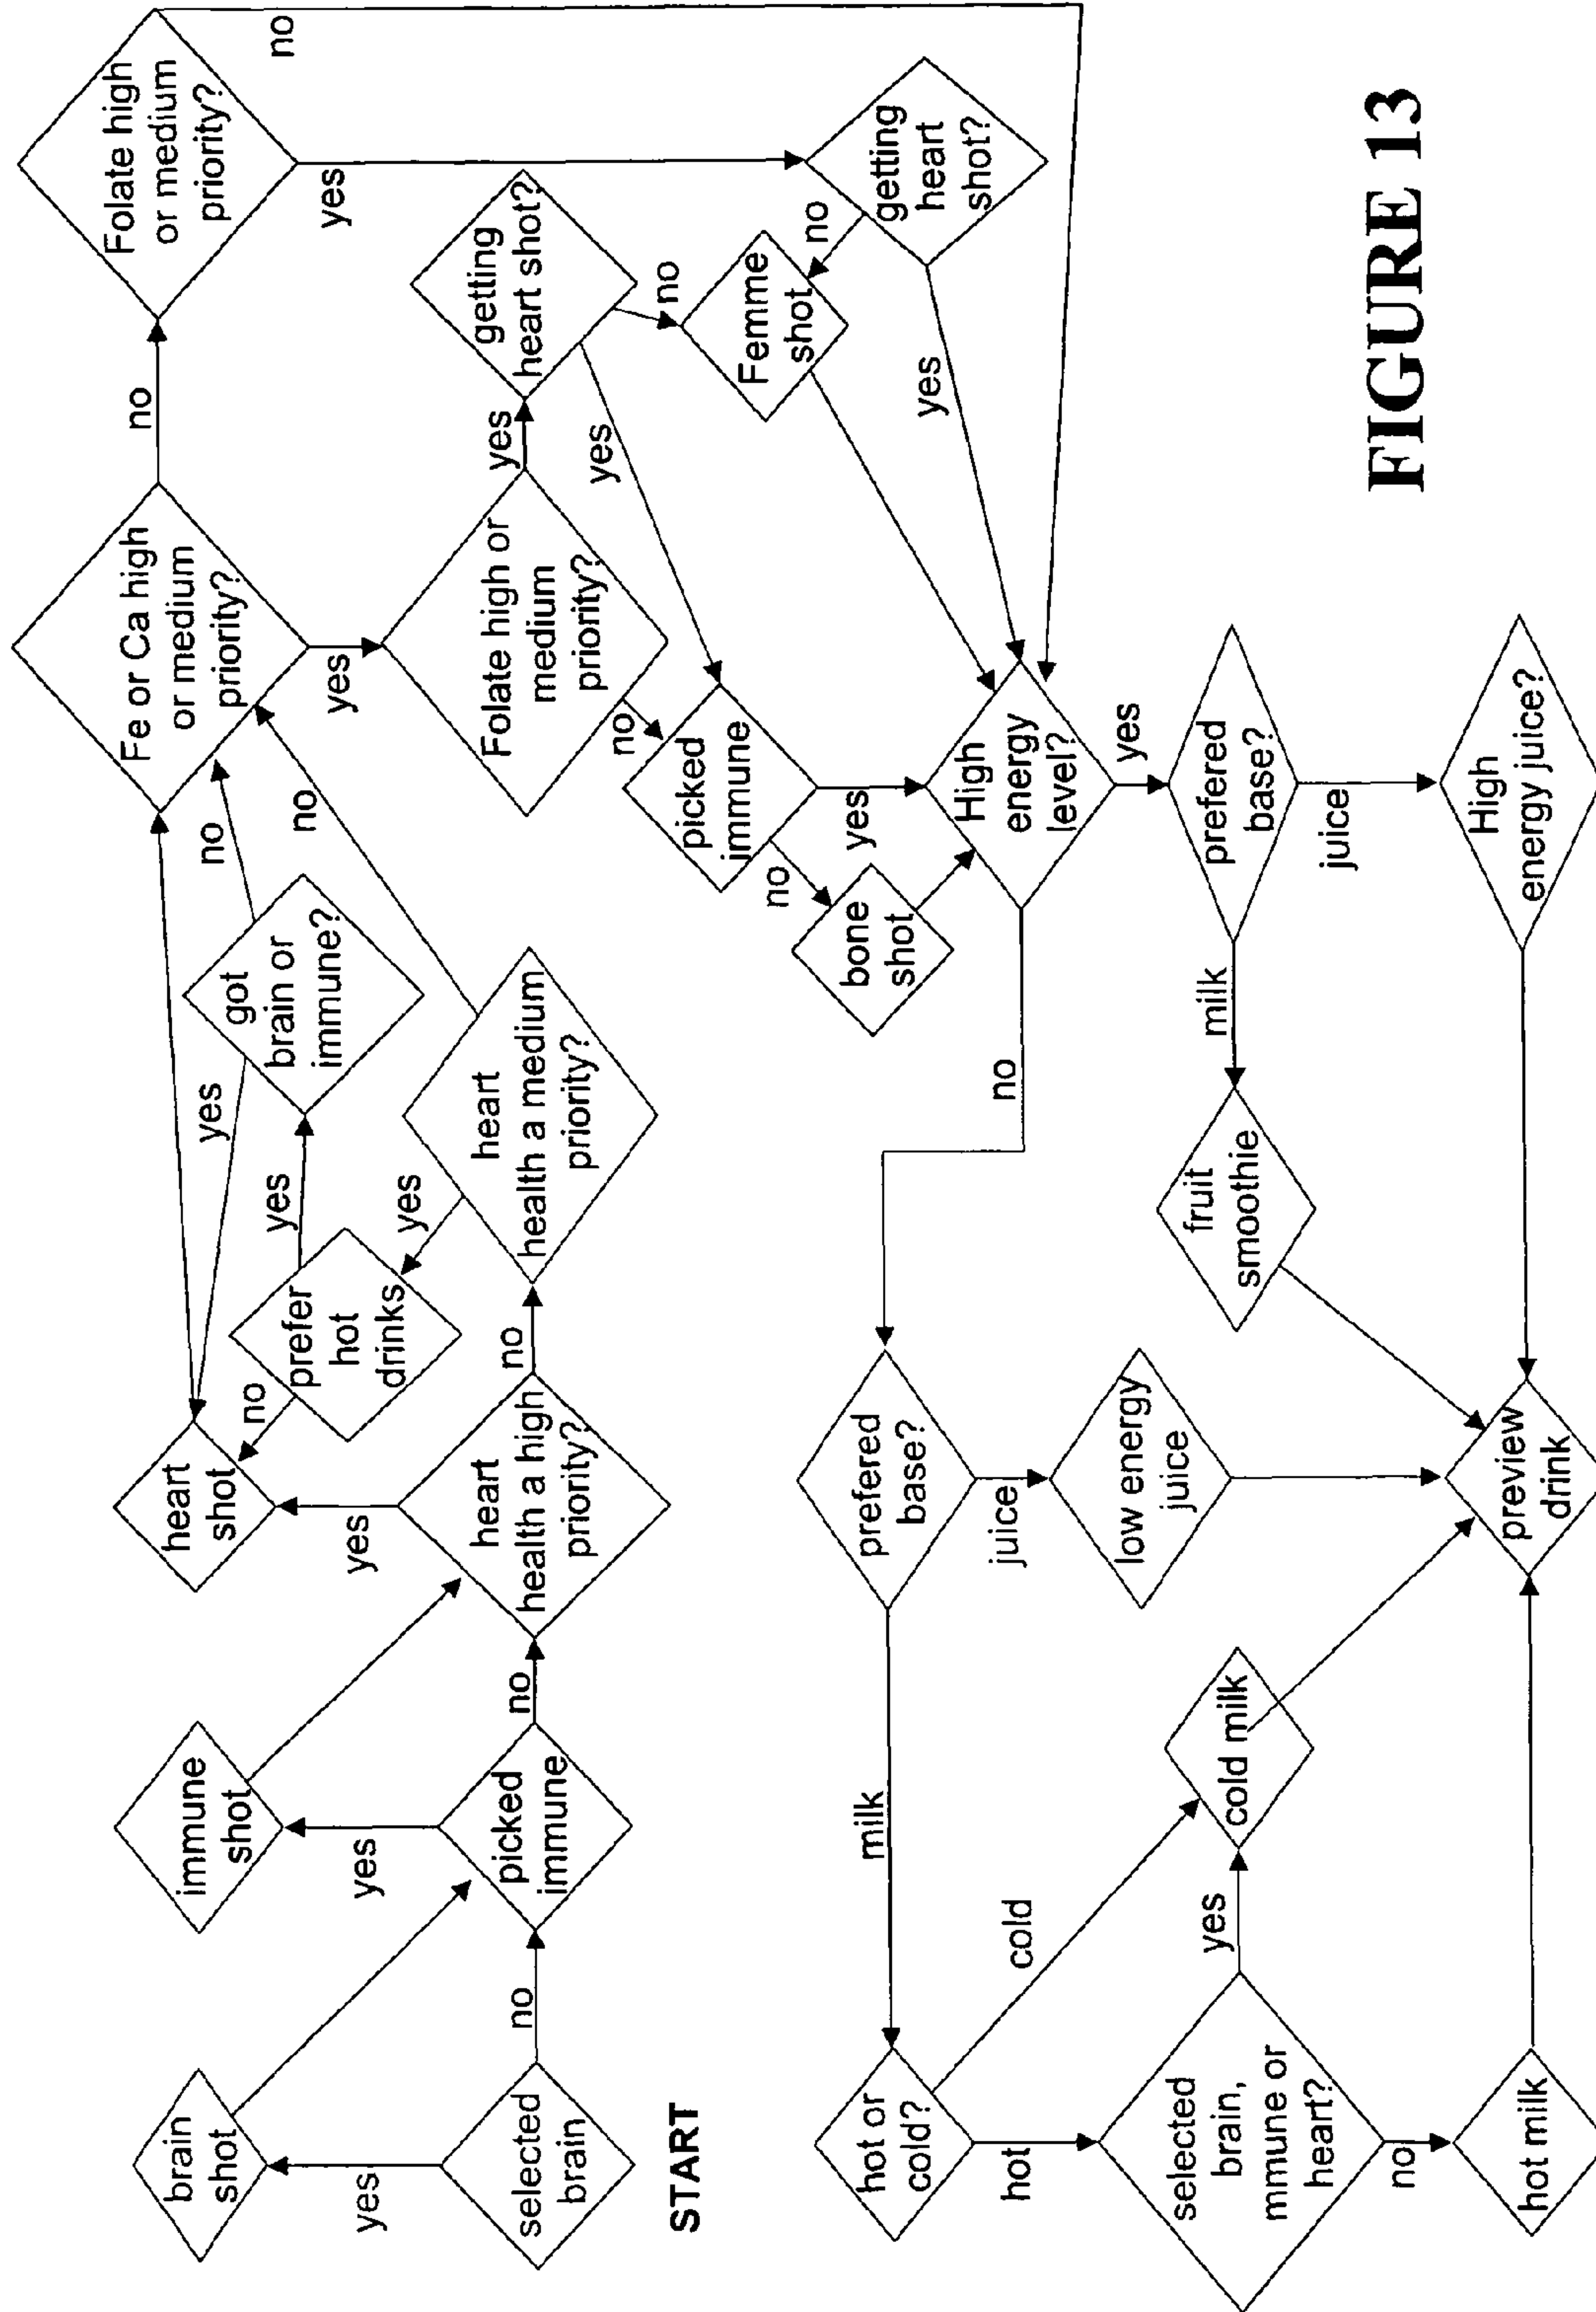 brain
shot
yes
selected
brain
START
no
immune
shot
yes
picked
immune
no
heart
shot
yes
heart
health a high
priority?
no
no
prefer
hot
drinks
yes
yes
yes
heart
health a medium
priority?
got
brain or
immune?
no
no
Fe or Ca high
or medium
priority?
no
yes
Folate high
or medium
priority?
no
yes
Folate high or
medium
priority?
yes
no
getting
heart shot?
yes
no
picked
immune
no
yes
bone
shot
Femme
shot
no
getting
heart
shot?
yes
High
energy
level?
no
yes
prefered
base?
milk
juice
fruit
smoothie
High
energy juice?
prefered
base?
milk
juice
low energy
juice
hot or
cold?
cold
hot
cold milk
selected
brain,
mmune or
heart?
yes
no
hot milk
preview
drink
FIGURE 13